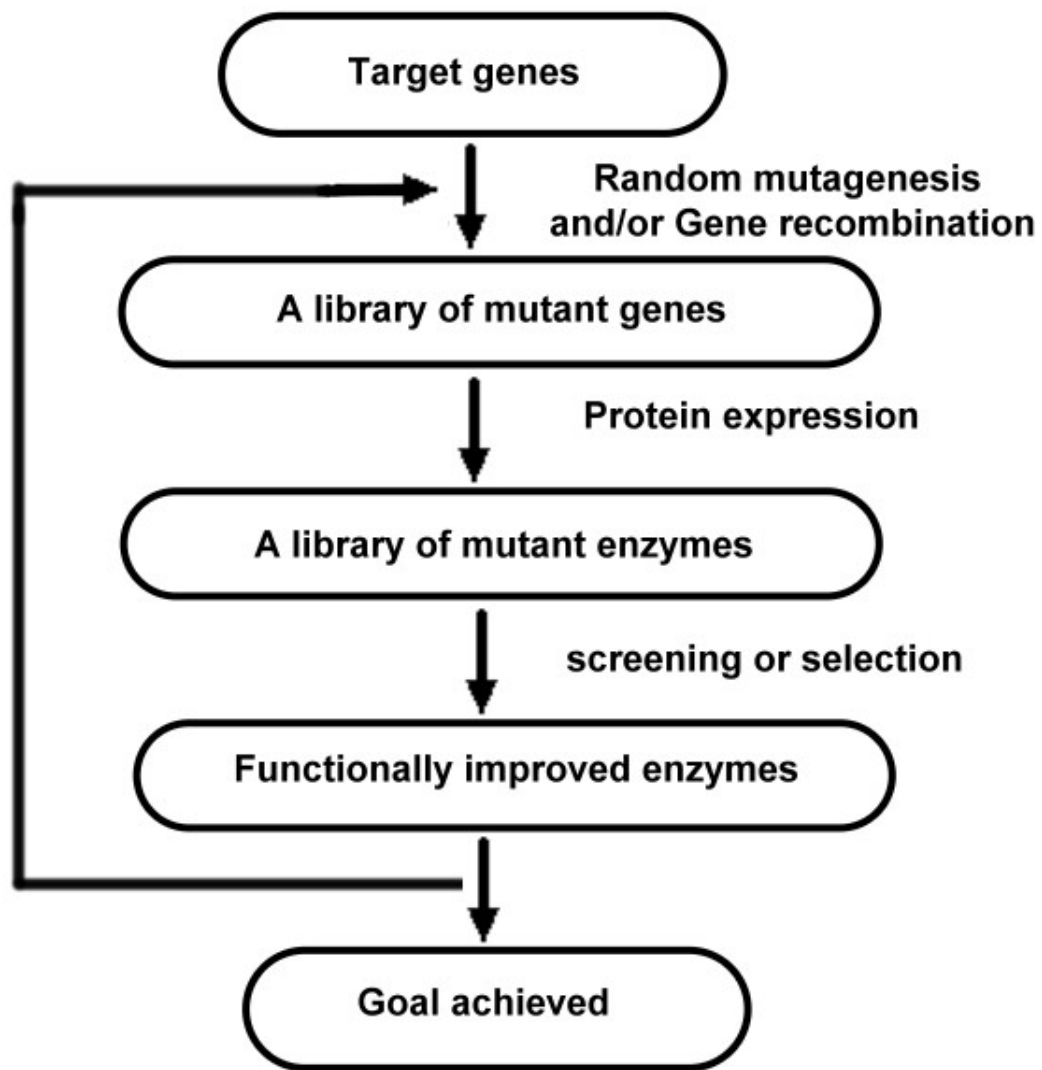 Target genes
Random mutagenesis
and/or Gene recombination
A library of mutant genes
Protein expression
A library of mutant enzymes
screening or selection
Functionally improved enzymes
Goal achieved